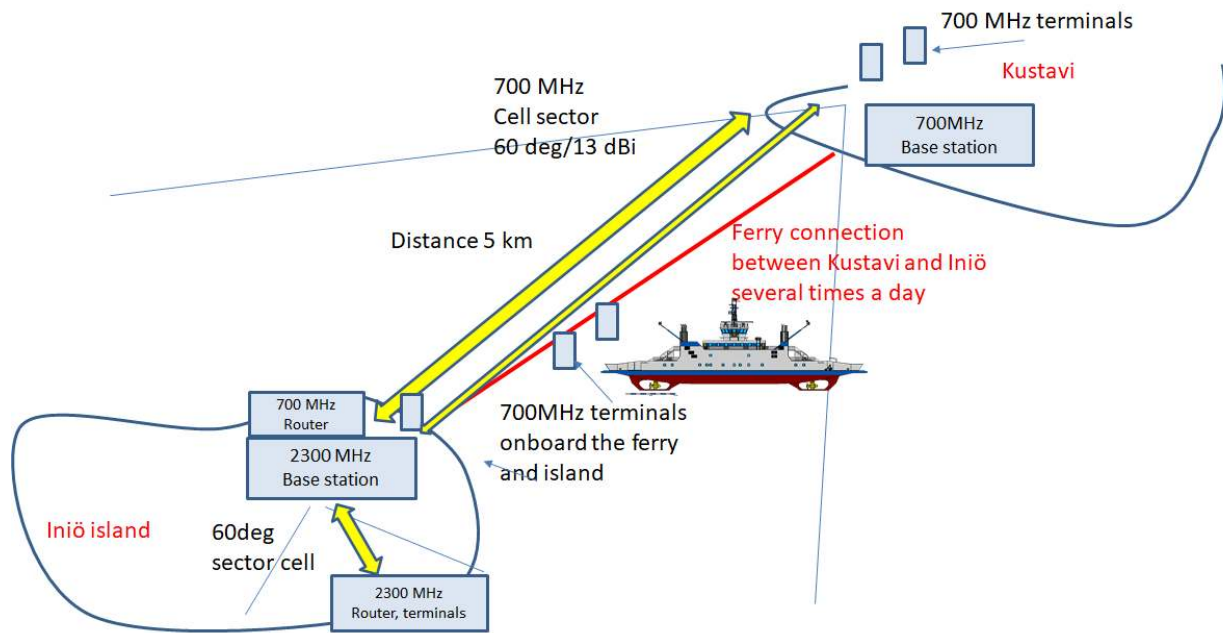 700 MHz terminals
Kustavi
700 MHz
Cell sector
60 deg/13 dBi
700MHz
Base station
Distance 5 km
Ferry connection
between Kustavi and Iniö
several times a day
700 MHz
Router
2300 MHz
Base station
700MHz terminals
onboard the ferry
and island
Iniö island
60deg
sector cell
2300 MHz
Router, terminals